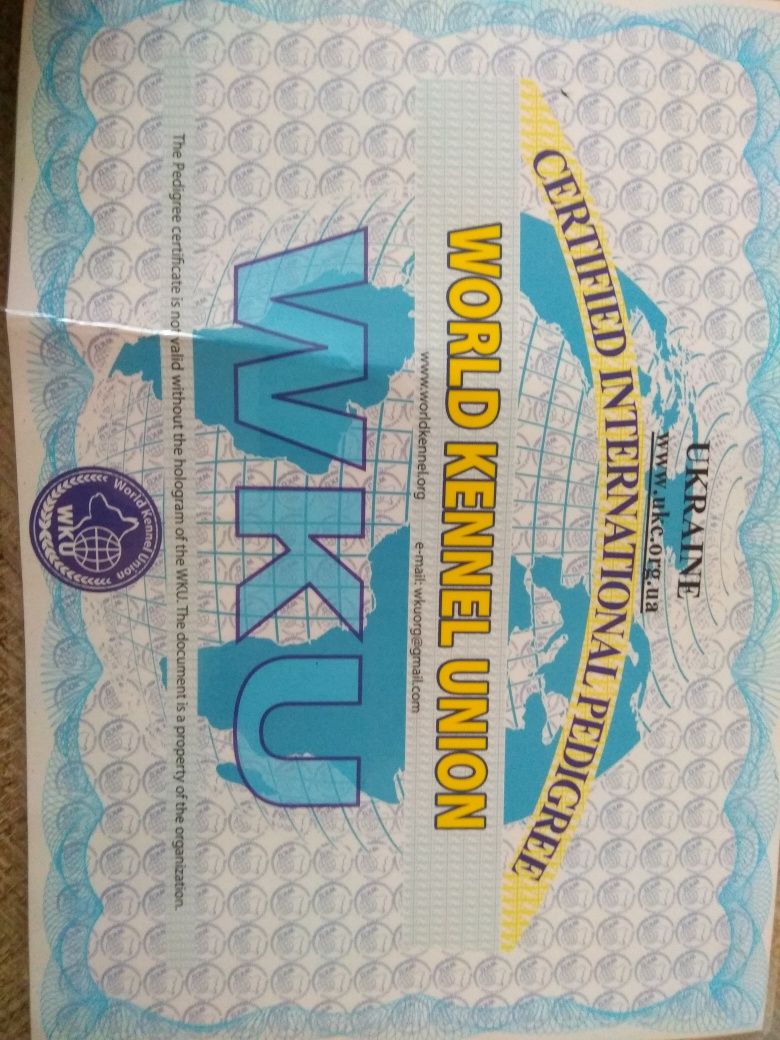 UKRAINE
www.ukc.org.ua
CERTIFIED INTERNATIONAL PEDIGREE
WORLD KENNEL UNION
www.worldkennel.org e-mail: wkuorg@gmail.com
WKU
The Pedigree certificate is not valid without the hologram of the WKU. The document is a property of the organization.
World Kennel Union
WKU